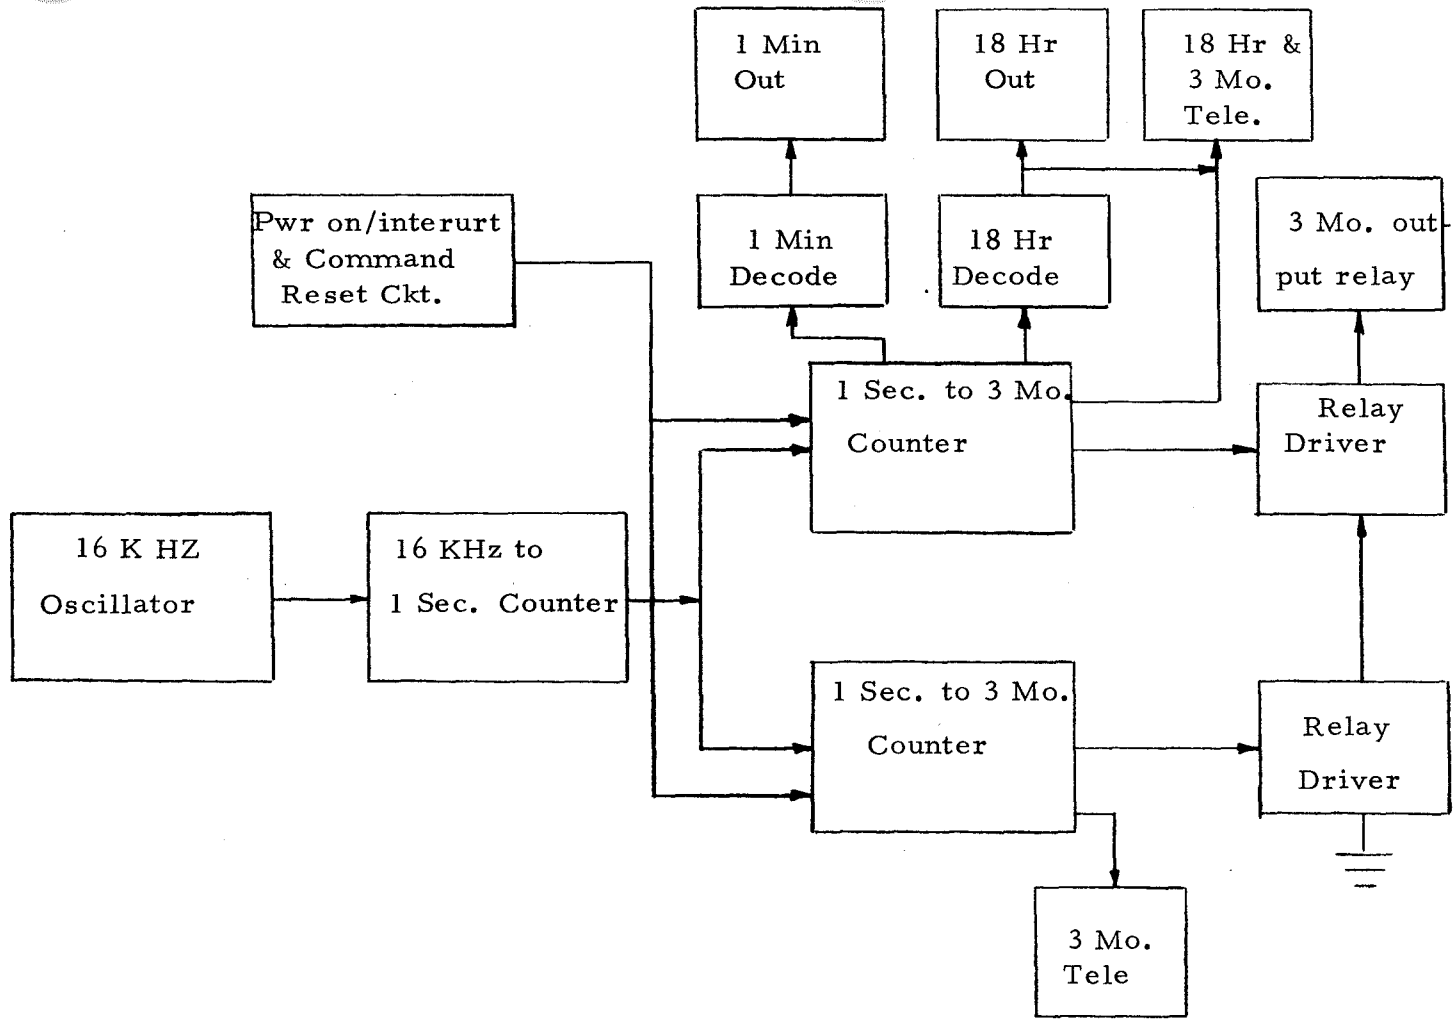 1 Min
Out
18 Hr
Out
18 Hr &
3 Mo.
Tele.
Pwr on/interurt
& Command
Reset Ckt.
1 Min
Decode
18 Hr
Decode
3 Mo. out-
put relay
1 Sec. to 3 Mo.
Counter
Relay
Driver
16 K HZ
Oscillator
16 KHz to
1 Sec. Counter
1 Sec. to 3 Mo.
Counter
Relay
Driver
3 Mo.
Tele